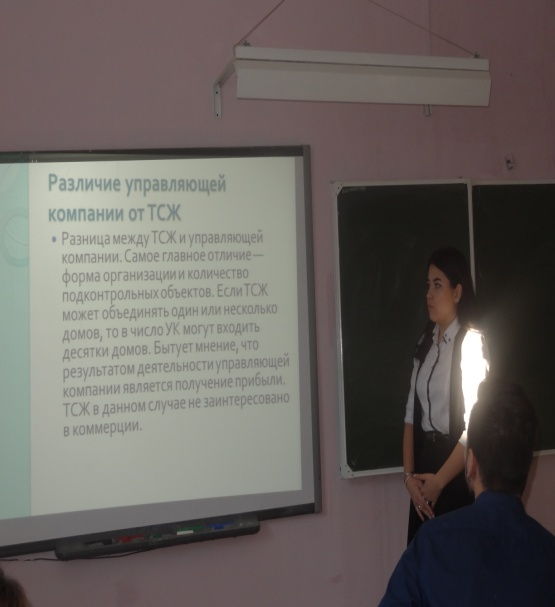 Различие управляющей
компании от ТСЖ
• Разница между ТСЖ и управляющей
компании. Самое главное отличие—
форма организации и количество
подконтрольных объектов. Если ТСЖ
может объединять один или несколько
домов, то в число УК могут входить
десятки домов. Бытует мнение, что
результатом деятельности управляющей
компании является получение прибыли.
ТСЖ в данном случае не заинтересовано
в коммерции.